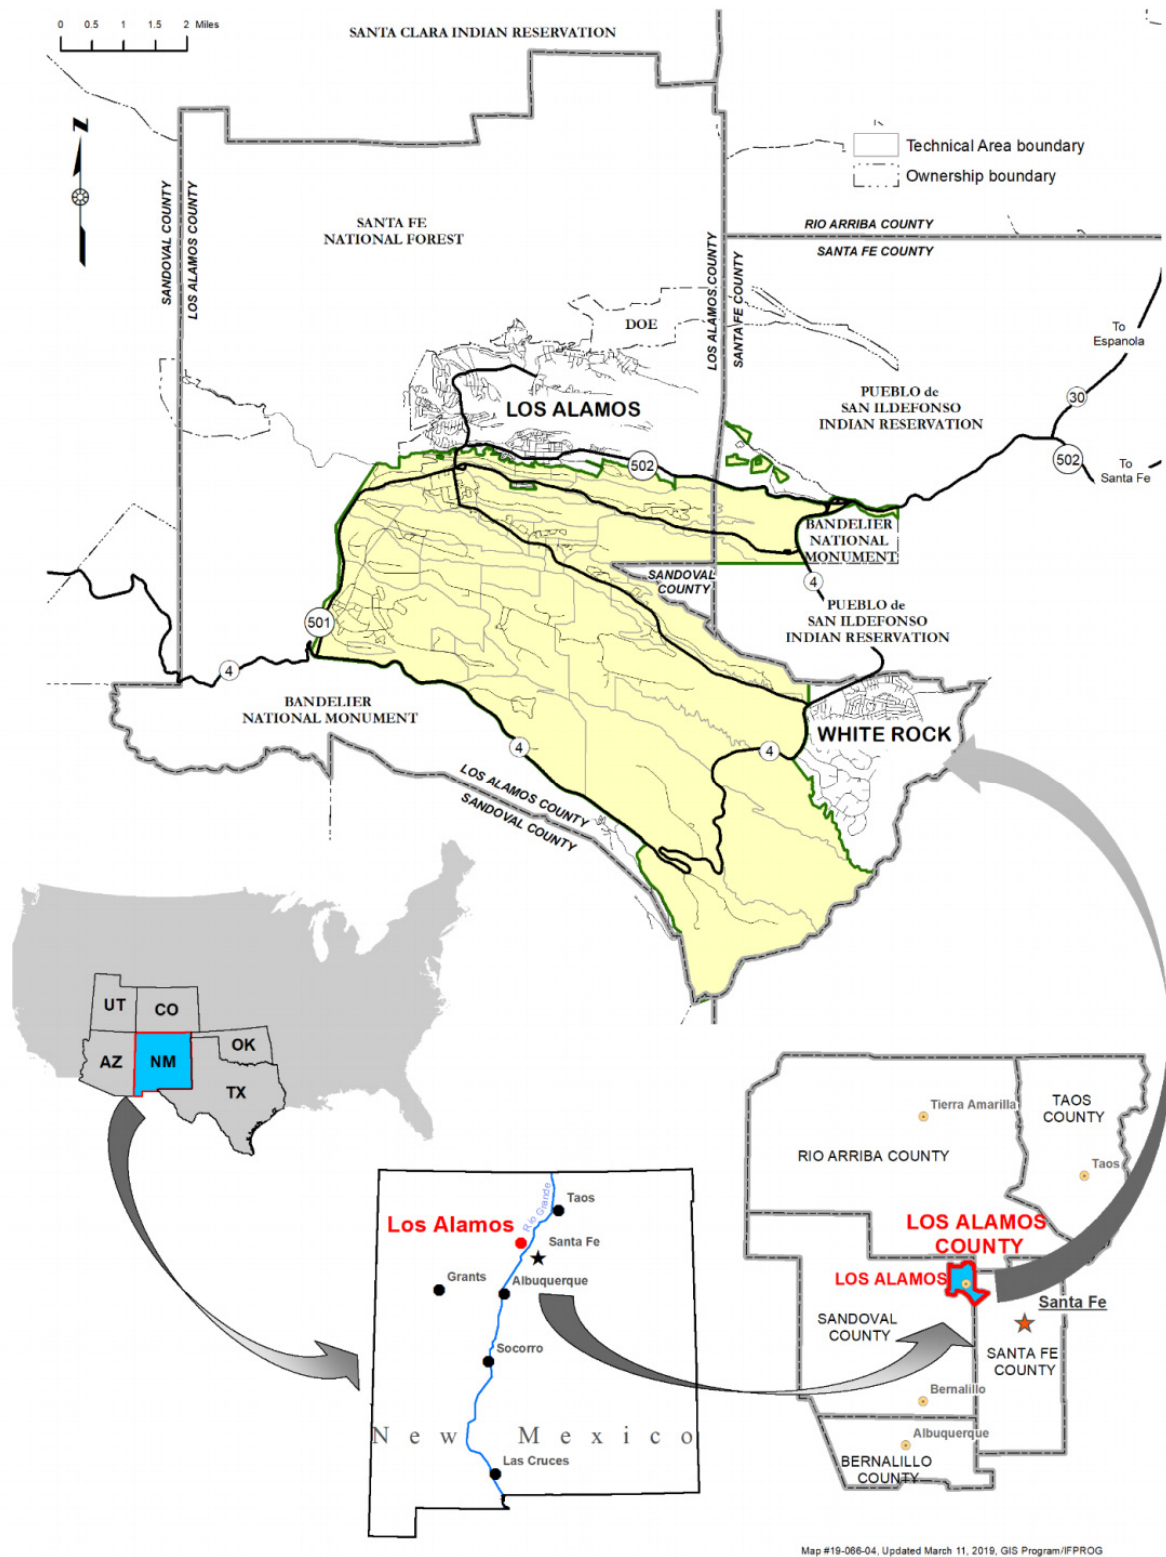 0 0.5 1 1.5 2 Miles
SANTA CLARA INDIAN RESERVATION
N
Technical Area boundary
Ownership boundary
SANDOVAL COUNTY
LOS ALAMOS COUNTY
SANTA FE
NATIONAL FOREST
RIO ARRIBA COUNTY
SANTA FE COUNTY
LOS ALAMOS COUNTY
SANTA FE COUNTY
DOE
To
Espanola
LOS ALAMOS
PUEBLO de
SAN ILDEFONSO
INDIAN RESERVATION
30
502
502
To
Santa Fe
BANDELIER
NATIONAL
MONUMENT
SANDOVAL
COUNTY
4
PUEBLO de
SAN ILDEFONSO
INDIAN RESERVATION
501
4
BANDELIER
NATIONAL MONUMENT
WHITE ROCK
4
4
LOS ALAMOS COUNTY
SANDOVAL COUNTY
UT
CO
AZ
NM
OK
TX
Tierra Amarilla
TAOS
COUNTY
RIO ARRIBA COUNTY
Taos
LOS ALAMOS
COUNTY
LOS ALAMOS
Santa Fe
SANDOVAL
COUNTY
SANTA FE
COUNTY
Bernalillo
Albuquerque
BERNALILLO
COUNTY
Rio Grande
Taos
Los Alamos
Santa Fe
Grants
Albuquerque
Socorro
New Mexico
Las Cruces
Map #19-066-04, Updated March 11, 2019, GIS Program/IFPROG